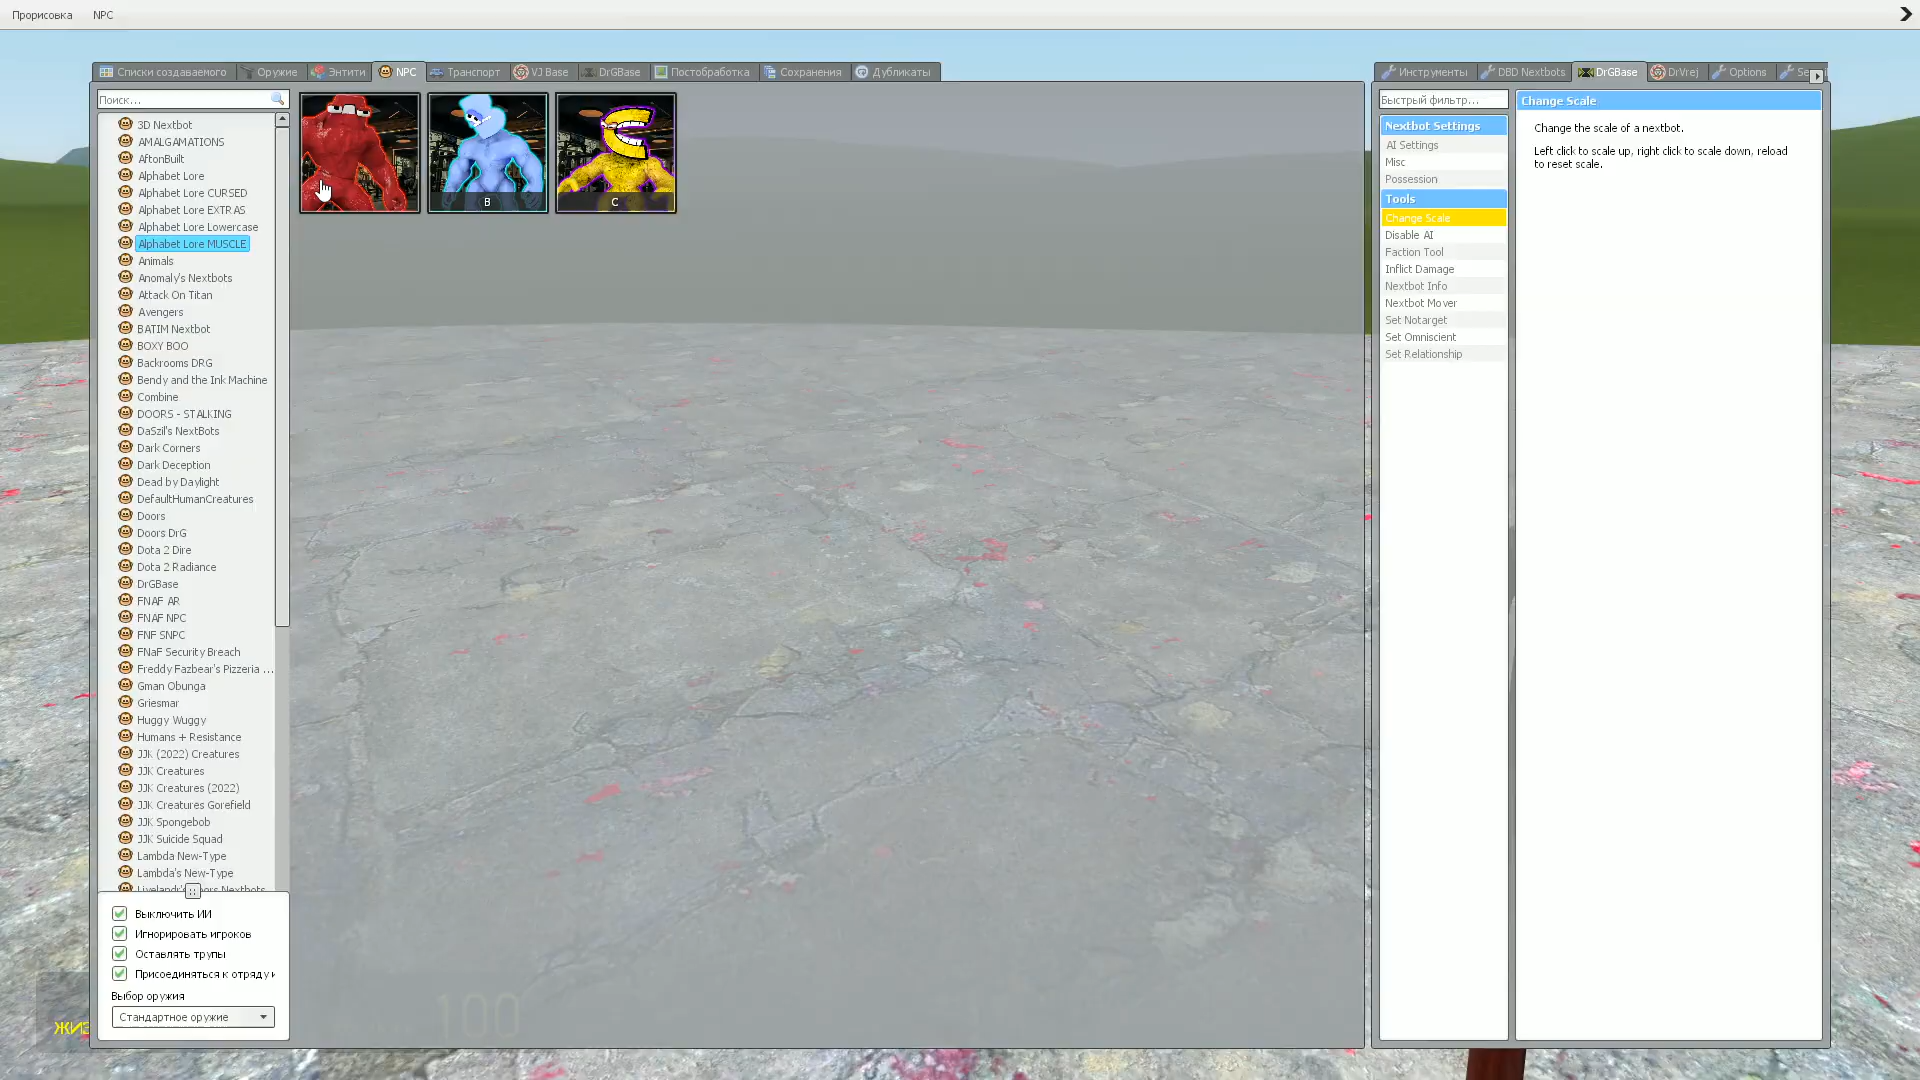 Прорисовка NPC
Списки создаваемого Оружие Энтити NPC Транспорт VJ Base DrGBase Постобработка Сохранения Дубликаты
Поиск...
3D Nextbot
AMALGAMATIONS
AftonBuilt
Alphabet Lore
Alphabet Lore CURSED
Alphabet Lore EXTRAS
Alphabet Lore Lowercase
Alphabet Lore MUSCLE
Animals
Anomaly's Nextbots
Attack On Titan
Avengers
BATIM Nextbot
BOXY BOO
Backrooms DRG
Bendy and the Ink Machine
Combine
DOORS - STALKING
DaSzil's NextBots
Dark Corners
Dark Deception
Dead by Daylight
DefaultHumanCreatures
Doors
Doors DrG
Dota 2 Dire
Dota 2 Radiance
DrGBase
FNAF AR
FNAF NPC
FNF SNPC
FNaF Security Breach
Freddy Fazbear's Pizzeria ...
Gman Obunga
Griesmar
Huggy Wuggy
Humans + Resistance
JJK (2022) Creatures
JJK Creatures
JJK Creatures (2022)
JJK Creatures Gorefield
JJK Spongebob
JJK Suicide Squad
Lambda New-Type
Lambda's New-Type
Nextbots
Выключить ИИ
Игнорировать игроков
Оставлять трупы
Присоединяться к отряду и
Выбор оружия
Стандартное оружие
B
C
100
Инструменты DBD Nextbots DrGBase DrVrej Options
Быстрый фильтр...
Nextbot Settings
AI Settings
Misc
Possession
Tools
Change Scale
Disable AI
Faction Tool
Inflict Damage
Nextbot Info
Nextbot Mover
Set Notarget
Set Omniscient
Set Relationship
Change Scale
Change the scale of a nextbot.
Left click to scale up, right click to scale down, reload
to reset scale.